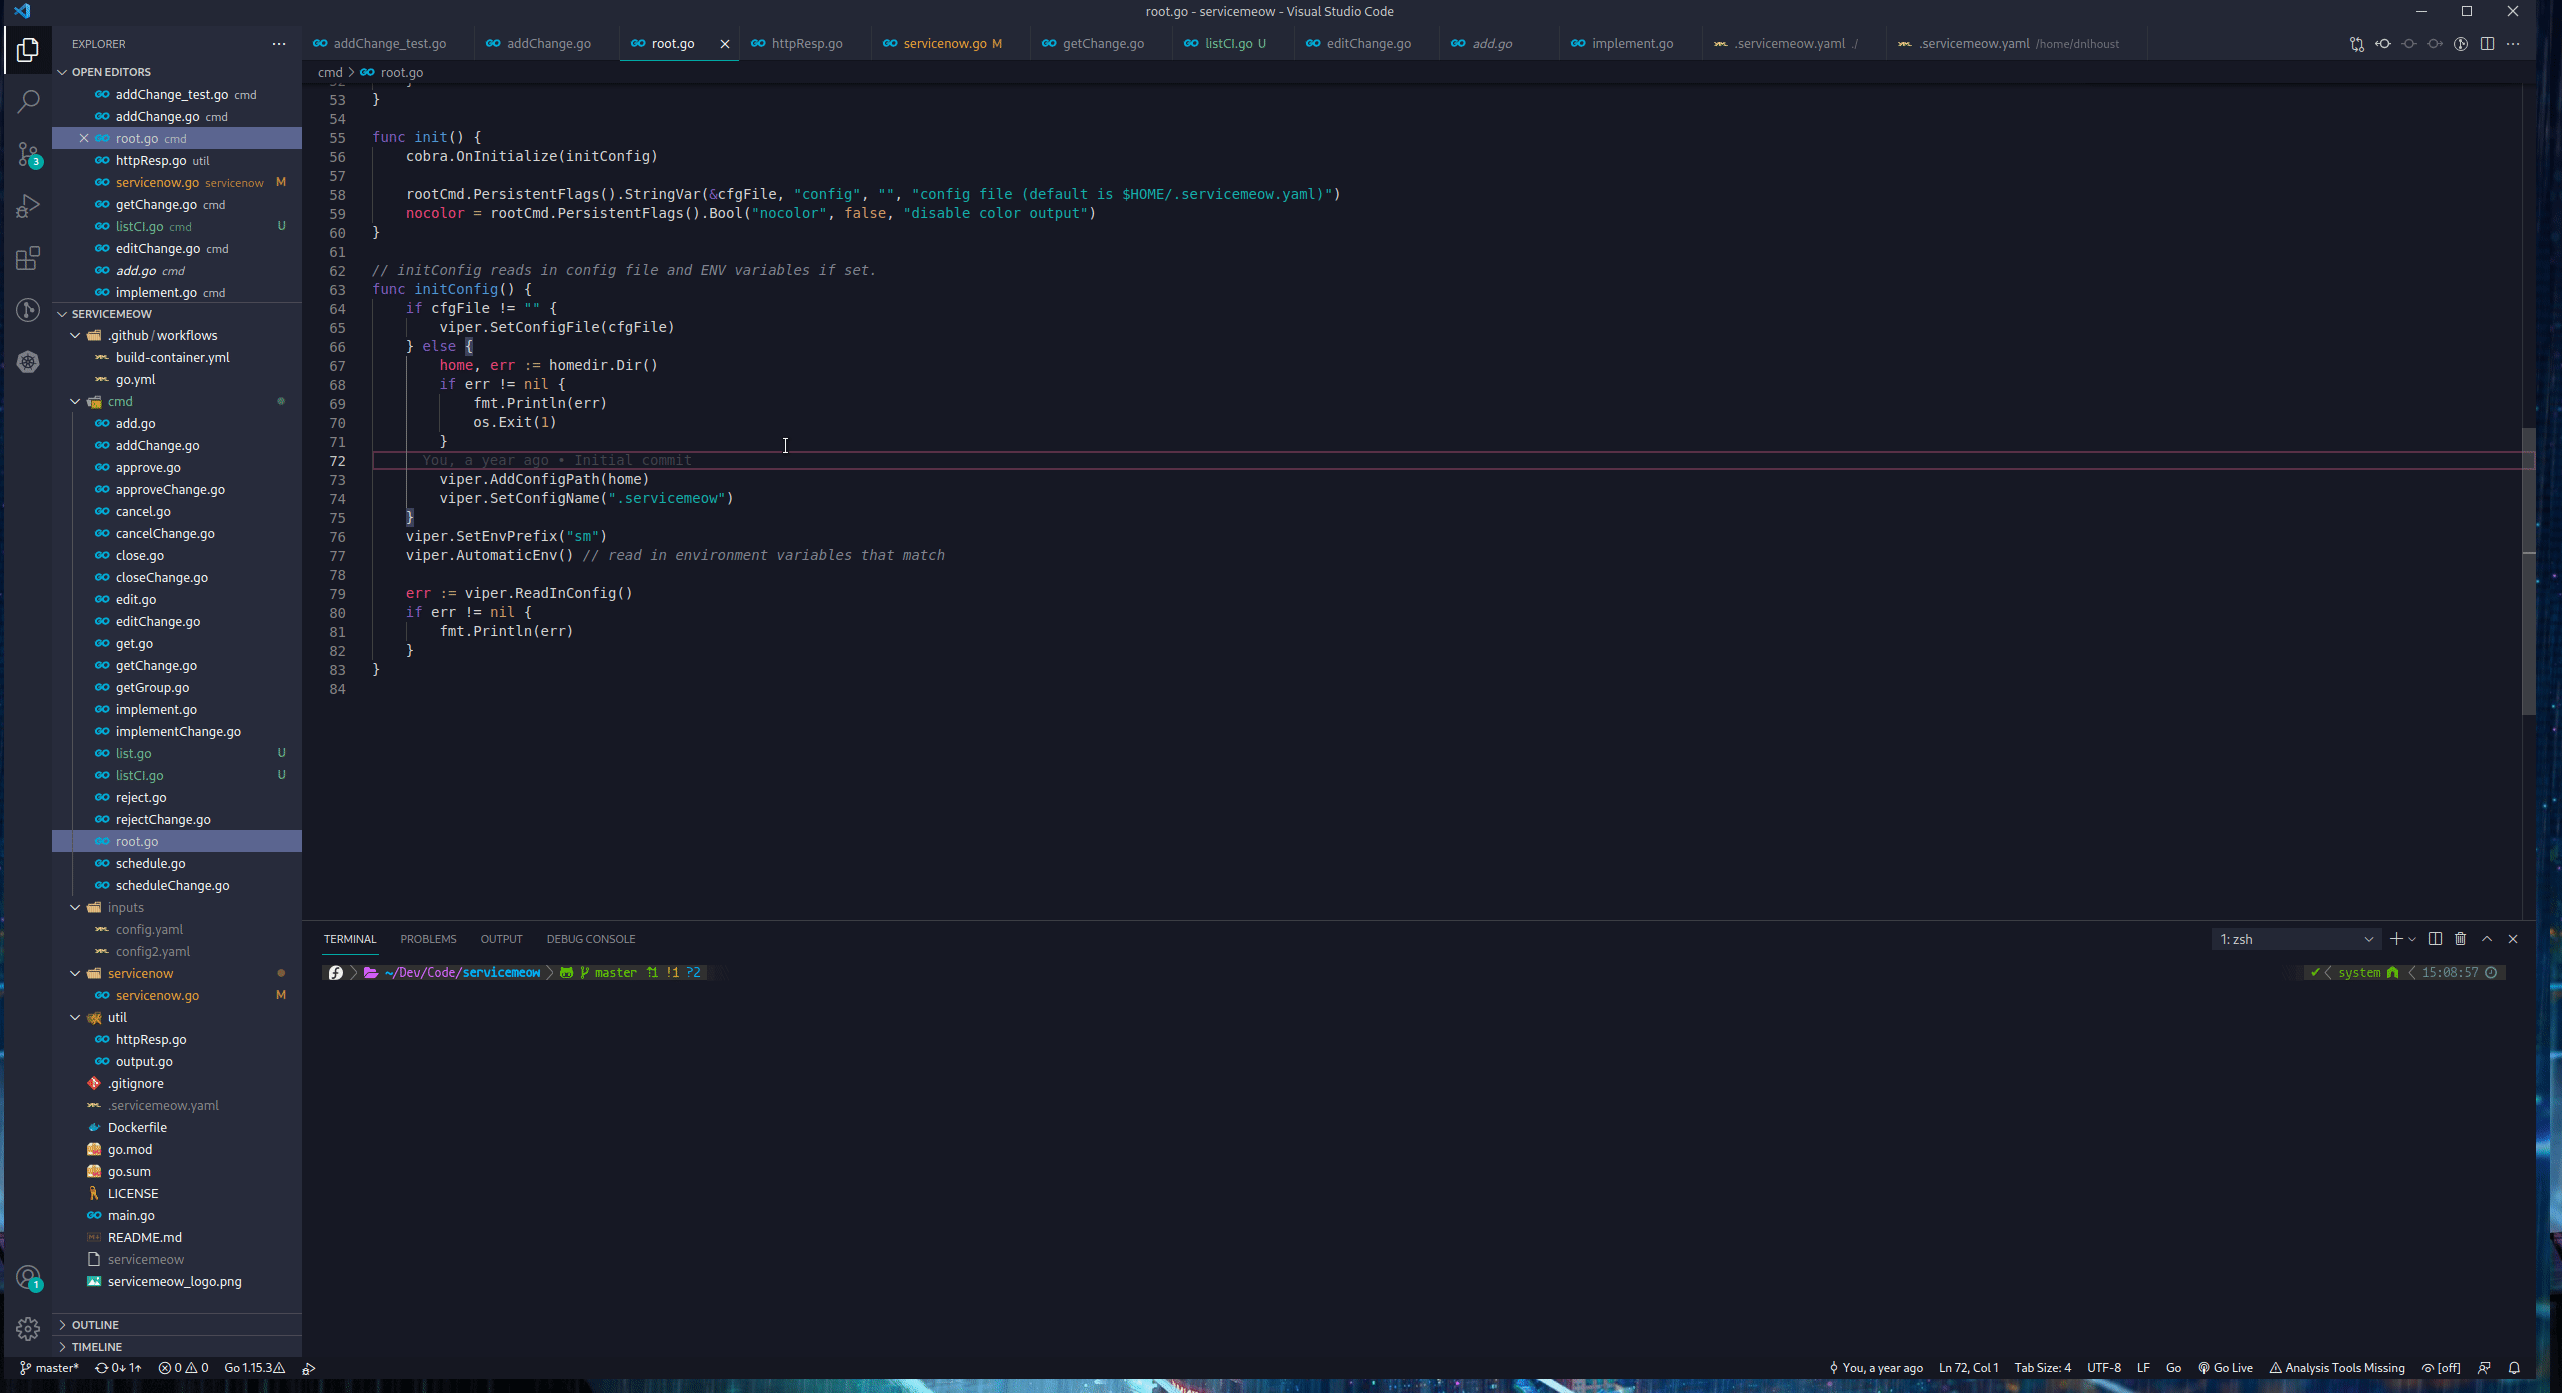 root.go - servicemeow - Visual Studio Code
EXPLORER
OPEN EDITORS
addChange_test.go cmd
addChange.go cmd
root.go cmd
httpResp.go util
servicenow.go servicenow M
getChange.go cmd
listCI.go cmd U
editChange.go cmd
add.go cmd
implement.go cmd
SERVICEMEOW
.github / workflows
build-container.yml
go.yml
cmd
add.go
addChange.go
approve.go
approveChange.go
cancel.go
cancelChange.go
close.go
closeChange.go
edit.go
editChange.go
get.go
getChange.go
getGroup.go
implement.go
implementChange.go
list.go U
listCI.go U
reject.go
rejectChange.go
root.go
schedule.go
scheduleChange.go
inputs
config.yaml
config2.yaml
servicenow
servicenow.go M
util
httpResp.go
output.go
.gitignore
.servicemeow.yaml
Dockerfile
go.mod
go.sum
LICENSE
main.go
README.md
servicemeow
servicemeow_logo.png
OUTLINE
TIMELINE
3
1
addChange_test.go addChange.go root.go httpResp.go servicenow.go M getChange.go listCI.go U editChange.go add.go implement.go .servicemeow.yaml ./ .servicemeow.yaml /home/dnlhoust
cmd > root.go
53 }
54
55 func init() {
56 cobra.OnInitialize(initConfig)
57
58 rootCmd.PersistentFlags().StringVar(&cfgFile, "config", "", "config file (default is $HOME/.servicemeow.yaml)")
59 nocolor = rootCmd.PersistentFlags().Bool("nocolor", false, "disable color output")
60 }
61
62 // initConfig reads in config file and ENV variables if set.
63 func initConfig() {
64 if cfgFile != "" {
65 viper.SetConfigFile(cfgFile)
66 } else {
67 home, err := homedir.Dir()
68 if err != nil {
69 fmt.Println(err)
70 os.Exit(1)
71 }
72 You, a year ago • Initial commit
73 viper.AddConfigPath(home)
74 viper.SetConfigName(".servicemeow")
75 }
76 viper.SetEnvPrefix("sm")
77 viper.AutomaticEnv() // read in environment variables that match
78
79 err := viper.ReadInConfig()
80 if err != nil {
81 fmt.Println(err)
82 }
83 }
84
TERMINAL PROBLEMS OUTPUT DEBUG CONSOLE 1: zsh
~/Dev/Code/servicemeow master ⇡1 !1 ?2 ✔ system 15:08:57
master* 0↓ 1↑ 0 0 Go 1.15.3 You, a year ago Ln 72, Col 1 Tab Size: 4 UTF-8 LF Go Go Live Analysis Tools Missing [off]